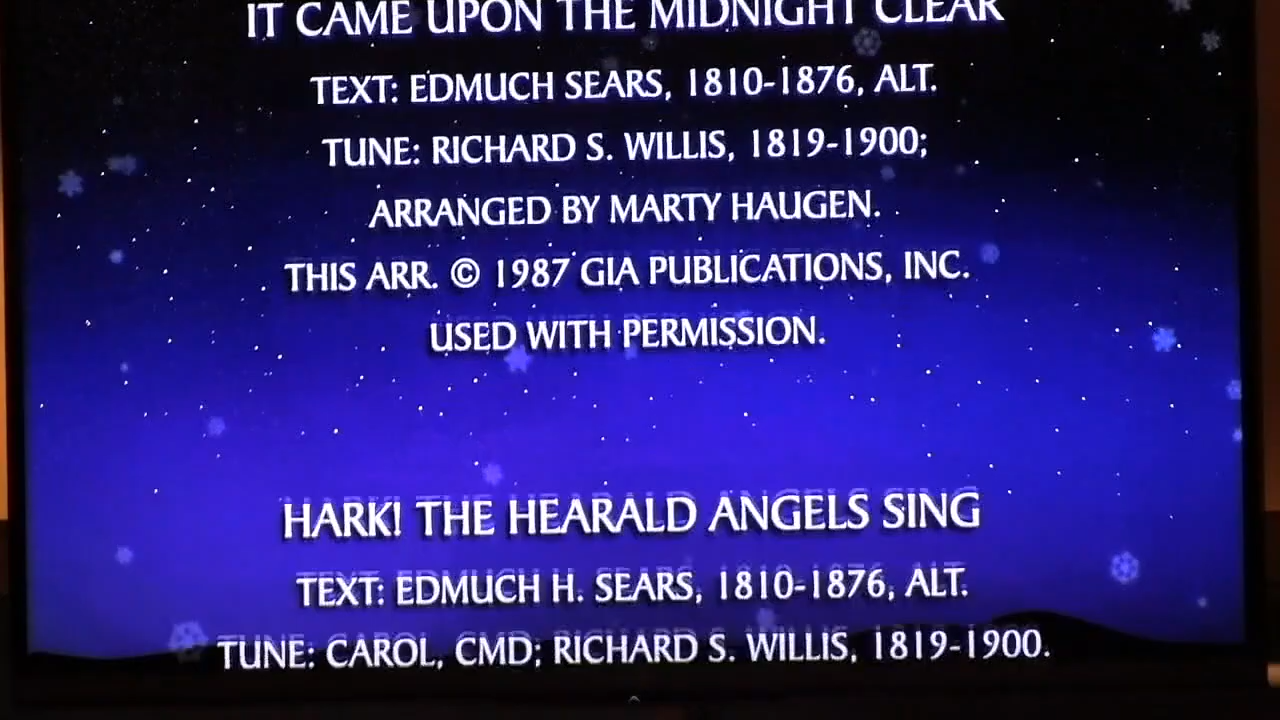 IT CAME UPON THE MIDNIGHT CLEAR
TEXT: EDMUCH SEARS, 1810-1876, ALT.
TUNE: RICHARD S. WILLIS, 1819-1900;
ARRANGED BY MARTY HAUGEN.
THIS ARR. © 1987 GIA PUBLICATIONS, INC.
USED WITH PERMISSION.
HARK! THE HEARALD ANGELS SING
TEXT: EDMUCH H. SEARS, 1810-1876, ALT.
TUNE: CAROL, CMD; RICHARD S. WILLIS, 1819-1900.